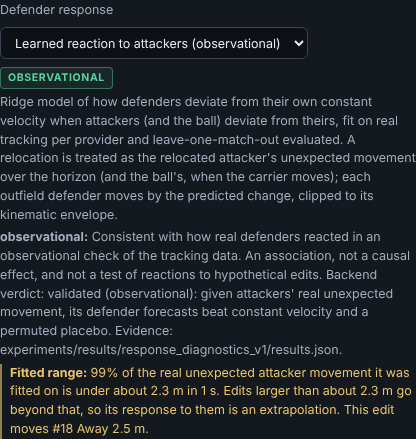 Defender response
Learned reaction to attackers (observational)
OBSERVATIONAL
Ridge model of how defenders deviate from their own constant
velocity when attackers (and the ball) deviate from theirs, fit on real
tracking per provider and leave-one-match-out evaluated. A
relocation is treated as the relocated attacker's unexpected movement
over the horizon (and the ball's, when the carrier moves); each
outfield defender moves by the predicted change, clipped to its
kinematic envelope.
observational: Consistent with how real defenders reacted in an
observational check of the tracking data. An association, not a causal
effect, and not a test of reactions to hypothetical edits. Backend
verdict: validated (observational): given attackers' real unexpected
movement, its defender forecasts beat constant velocity and a
permuted placebo. Evidence:
experiments/results/response_diagnostics_v1/results.json.
Fitted range: 99% of the real unexpected attacker movement it was
fitted on is under about 2.3 m in 1 s. Edits larger than about 2.3 m go
beyond that, so its response to them is an extrapolation. This edit
moves #18 Away 2.5 m.